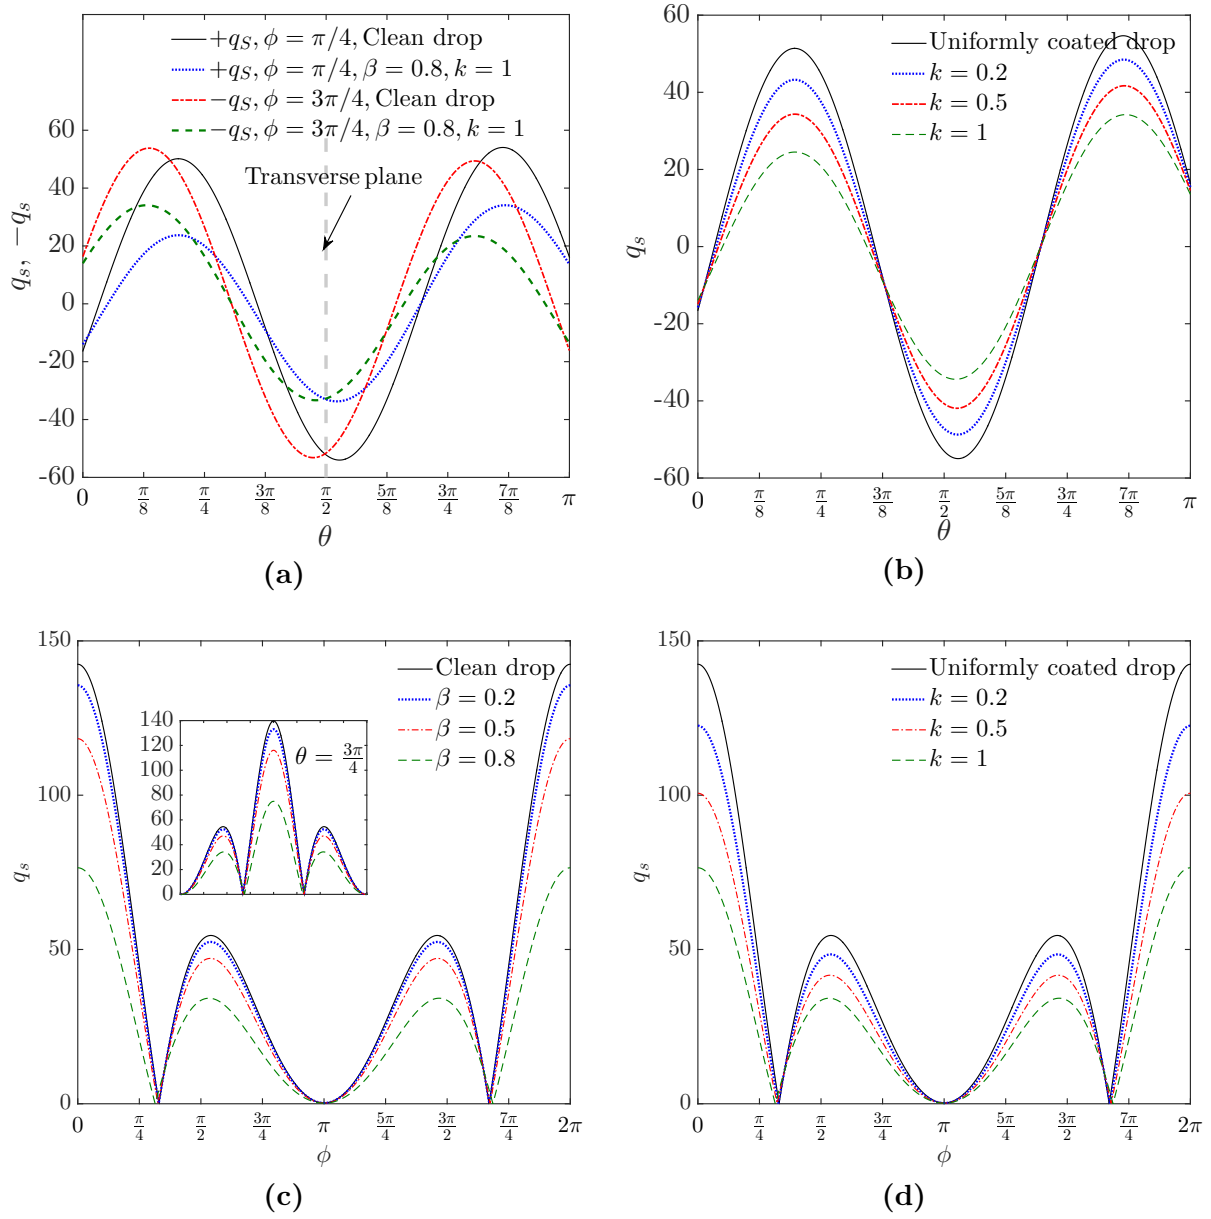 +q_S, ϕ = π/4, Clean drop
+q_S, ϕ = π/4, β = 0.8, k = 1
−q_S, ϕ = 3π/4, Clean drop
−q_S, ϕ = 3π/4, β = 0.8, k = 1
Transverse plane
q_s, −q_s
60
40
20
0
-20
-40
-60
0 π/8 π/4 3π/8 π/2 5π/8 3π/4 7π/8 π
θ
(a)
Uniformly coated drop
k = 0.2
k = 0.5
k = 1
q_s
60
40
20
0
-20
-40
-60
0 π/8 π/4 3π/8 π/2 5π/8 3π/4 7π/8 π
θ
(b)
Clean drop
β = 0.2
β = 0.5
β = 0.8
q_s
150
100
50
0
140
120
100
80
60
40
20
0
θ = 3π/4
0 π/4 π/2 3π/4 π 5π/4 3π/2 7π/4 2π
ϕ
(c)
Uniformly coated drop
k = 0.2
k = 0.5
k = 1
q_s
150
100
50
0
0 π/4 π/2 3π/4 π 5π/4 3π/2 7π/4 2π
ϕ
(d)